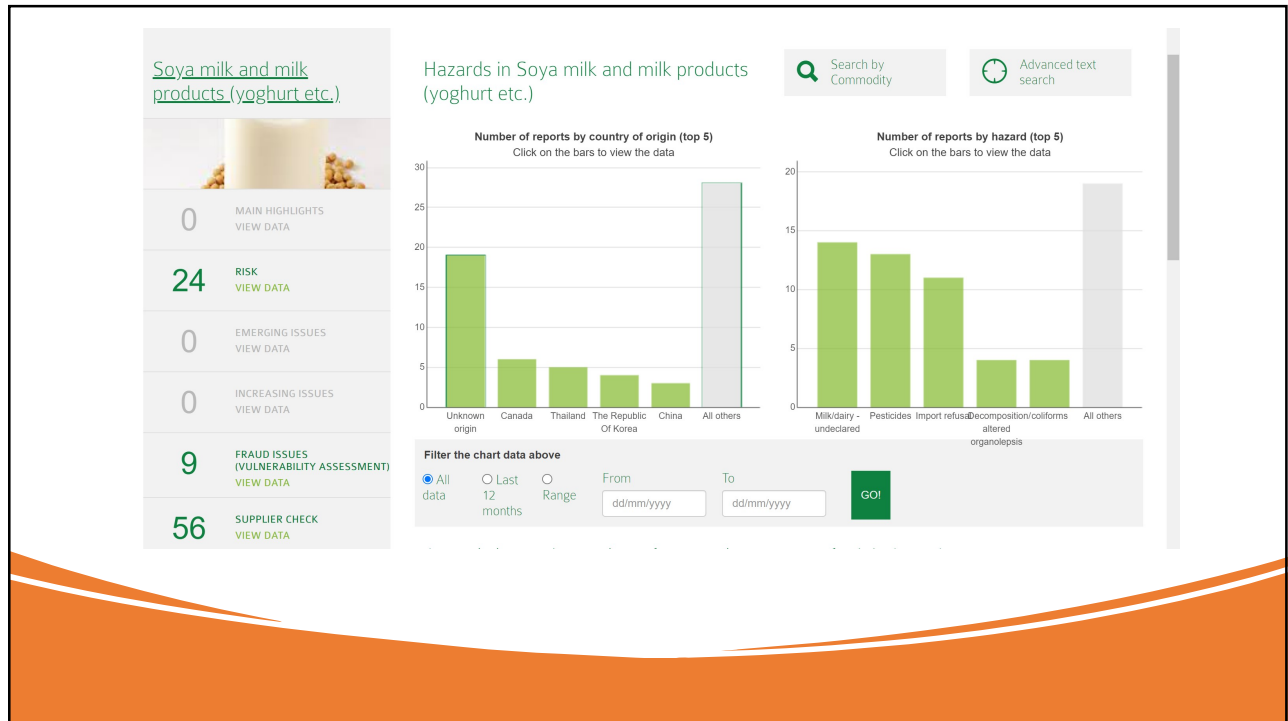 Soya milk and milk
products (yoghurt etc.)
0
MAIN HIGHLIGHTS
VIEW DATA
24
RISK
VIEW DATA
0
EMERGING ISSUES
VIEW DATA
0
INCREASING ISSUES
VIEW DATA
9
FRAUD ISSUES
(VULNERABILITY ASSESSMENT)
VIEW DATA
56
SUPPLIER CHECK
VIEW DATA
Hazards in Soya milk and milk products
(yoghurt etc.)
Search by
Commodity
Advanced text
search
Number of reports by country of origin (top 5)
Click on the bars to view the data
30
25
20
15
10
5
0
Unknown
origin
Canada
Thailand
The Republic
Of Korea
China
All others
Number of reports by hazard (top 5)
Click on the bars to view the data
20
15
10
5
0
Milk/dairy -
undeclared
Pesticides
Import refusal
Decomposition/
altered
organolepsis
coliforms
All others
Filter the chart data above
All
data
Last
12
months
Range
From
dd/mm/yyyy
To
dd/mm/yyyy
GO!